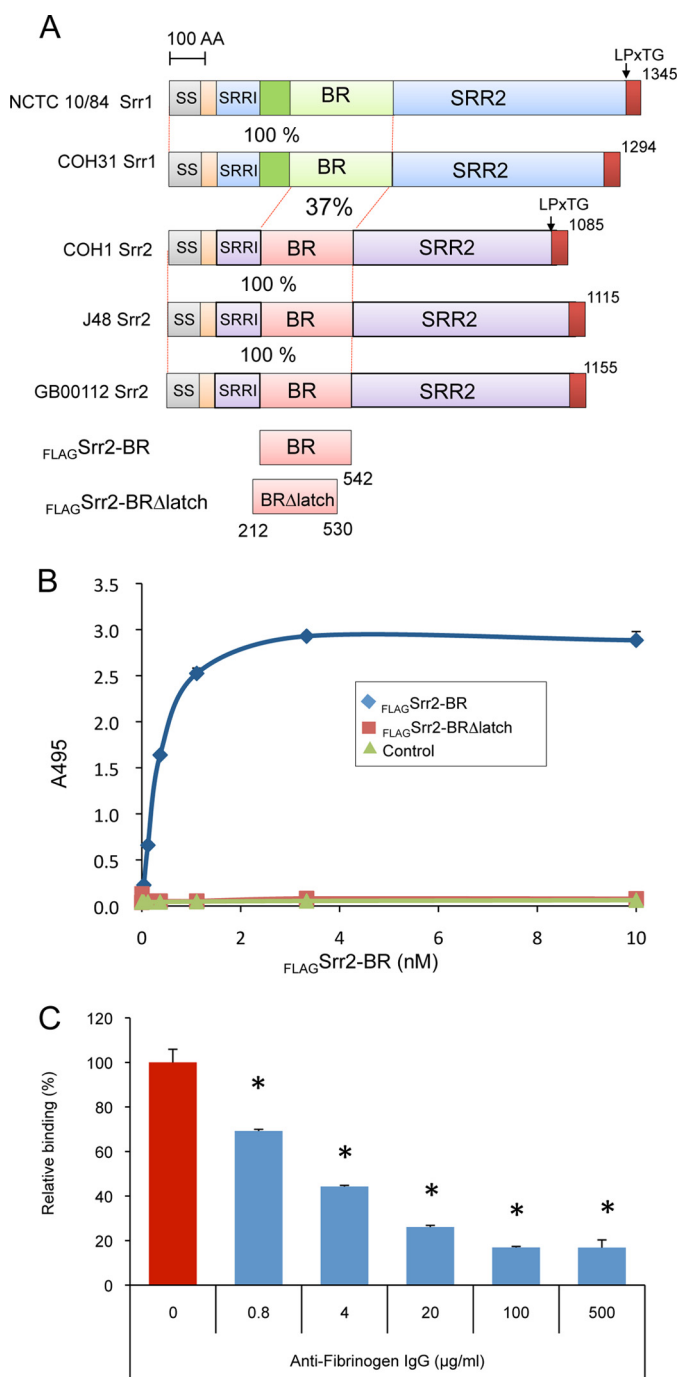 A
100 AA
LPxTG
1345
NCTC 10/84 Srr1
SS SRRI BR SRR2
100 %
1294
COH31 Srr1
SS SRRI BR SRR2
37%
LPxTG
1085
COH1 Srr2
SS SRRI BR SRR2
100 %
1115
J48 Srr2
SS SRRI BR SRR2
100 %
1155
GB00112 Srr2
SS SRRI BR SRR2
FLAGSrr2-BR
BR
542
FLAGSrr2-BRΔlatch
BRΔlatch
212 530
B
3.5
3.0
2.5
2.0
1.5
1.0
0.5
0.0
A495
FLAGSrr2-BR
FLAGSrr2-BRΔlatch
Control
0 2 4 6 8 10
FLAGSrr2-BR (nM)
C
120
100
80
60
40
20
0
Relative binding (%)
* * * * *
0 0.8 4 20 100 500
Anti-Fibrinogen IgG (µg/ml)